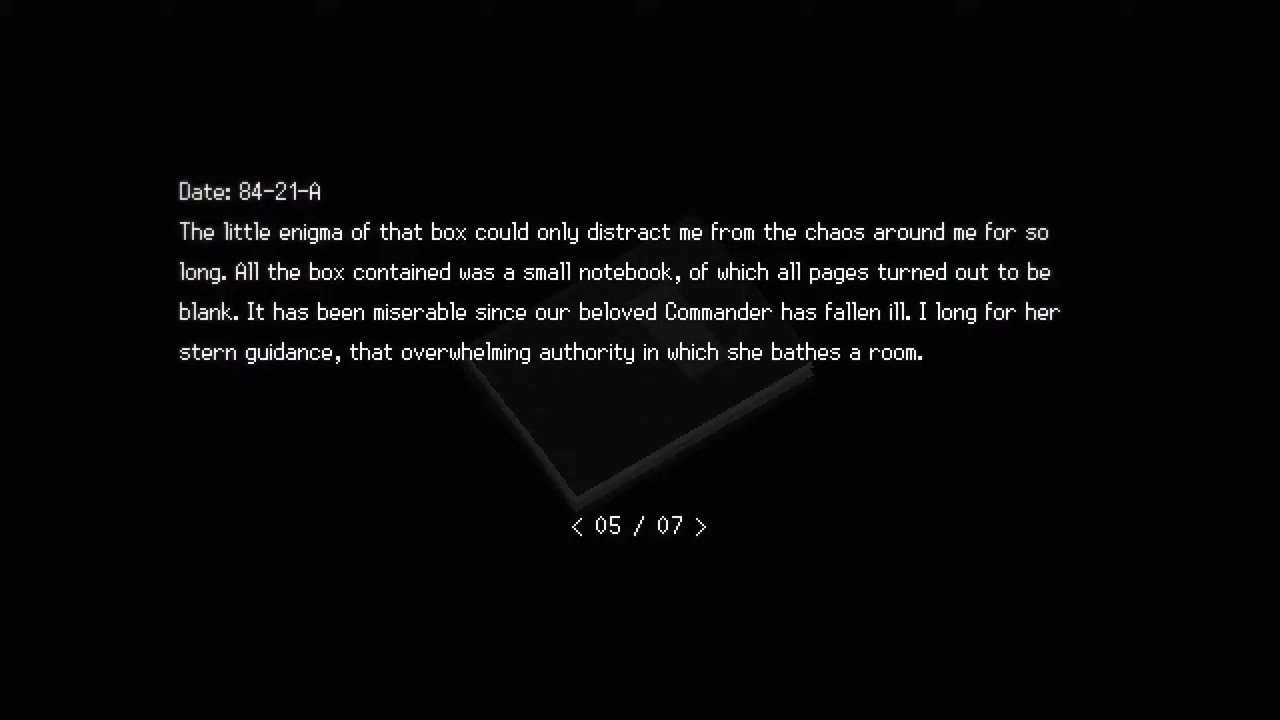 Date: 84-21-A
The little enigma of that box could only distract me from the chaos around me for so
long. All the box contained was a small notebook, of which all pages turned out to be
blank. It has been miserable since our beloved Commander has fallen ill. I long for her
stern guidance, that overwhelming authority in which she bathes a room.
< 05 / 07 >